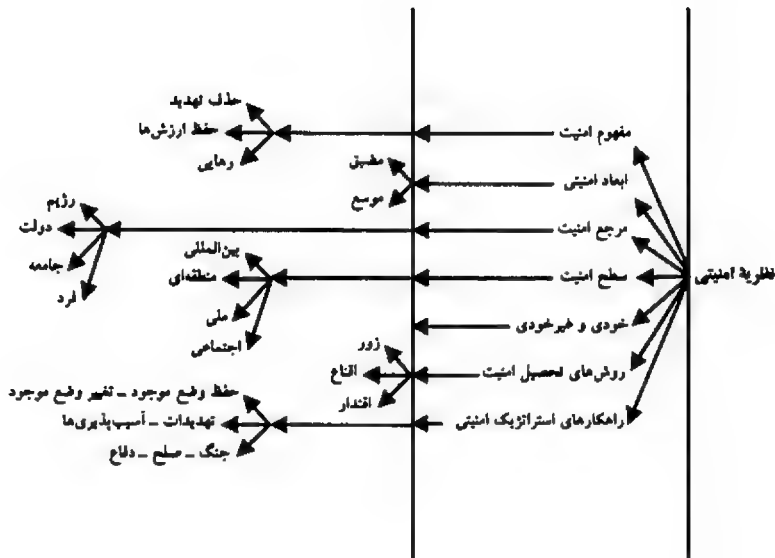 نظریهٔ امنیتی
مفهوم امنیت
حذف تهدید
حفظ ارزش‌ها
رهایی
ابعاد امنیتی
مضیق
موسع
مرجع امنیت
رژیم
دولت
جامعه
فرد
سطح امنیت
بین‌المللی
منطقه‌ای
ملی
اجتماعی
خودی و غیرخودی
روش‌های تحصیل امنیت
زور
اقناع
اقتدار
راهکارهای استراتژیک امنیتی
حفظ وضع موجود – تغییر وضع موجود
تهدیدات – آسیب‌پذیری‌ها
جنگ – صلح – دفاع